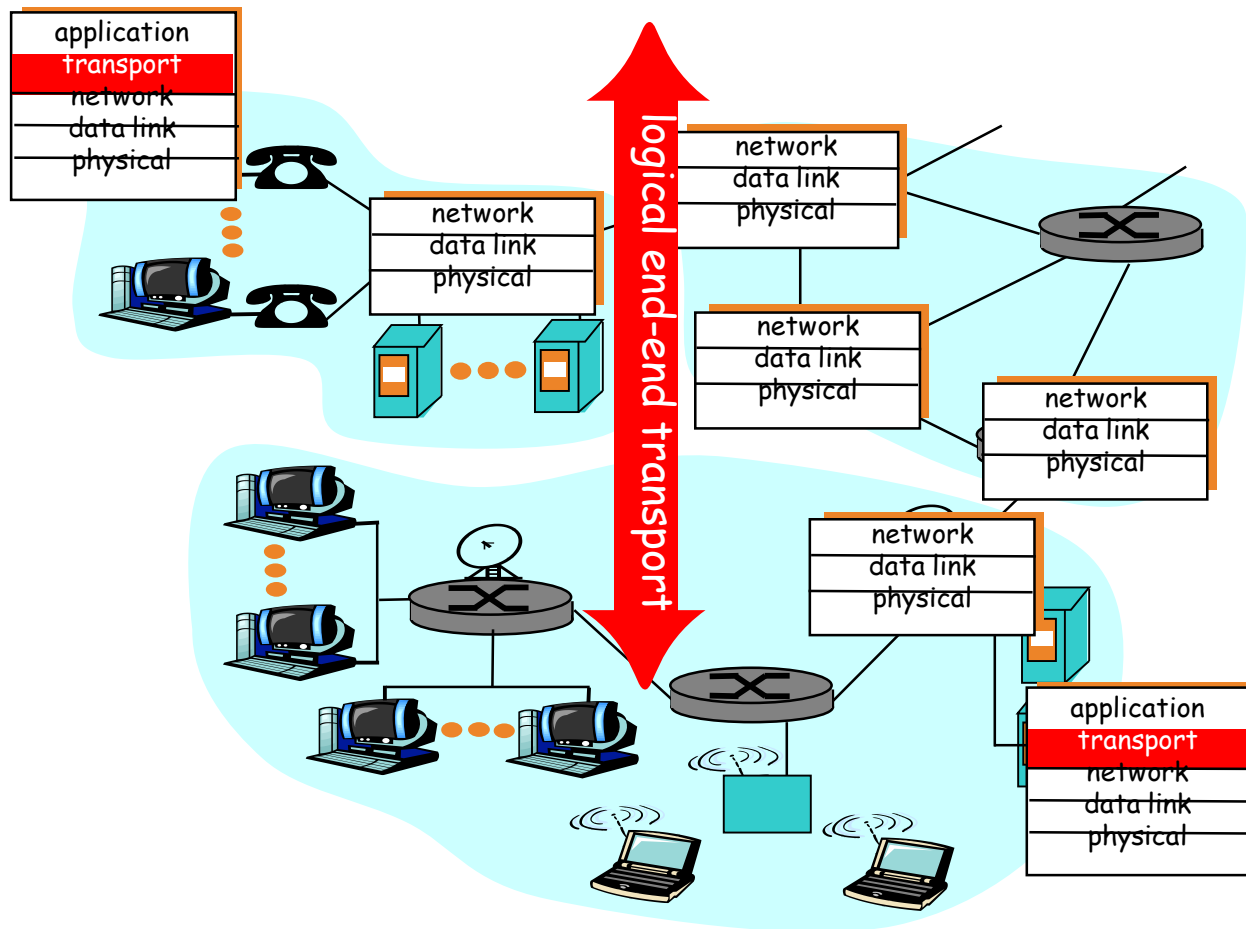 application
transport
network
data link
physical
network
data link
physical
logical end-end transport
network
data link
physical
network
data link
physical
network
data link
physical
network
data link
physical
application
transport
network
data link
physical